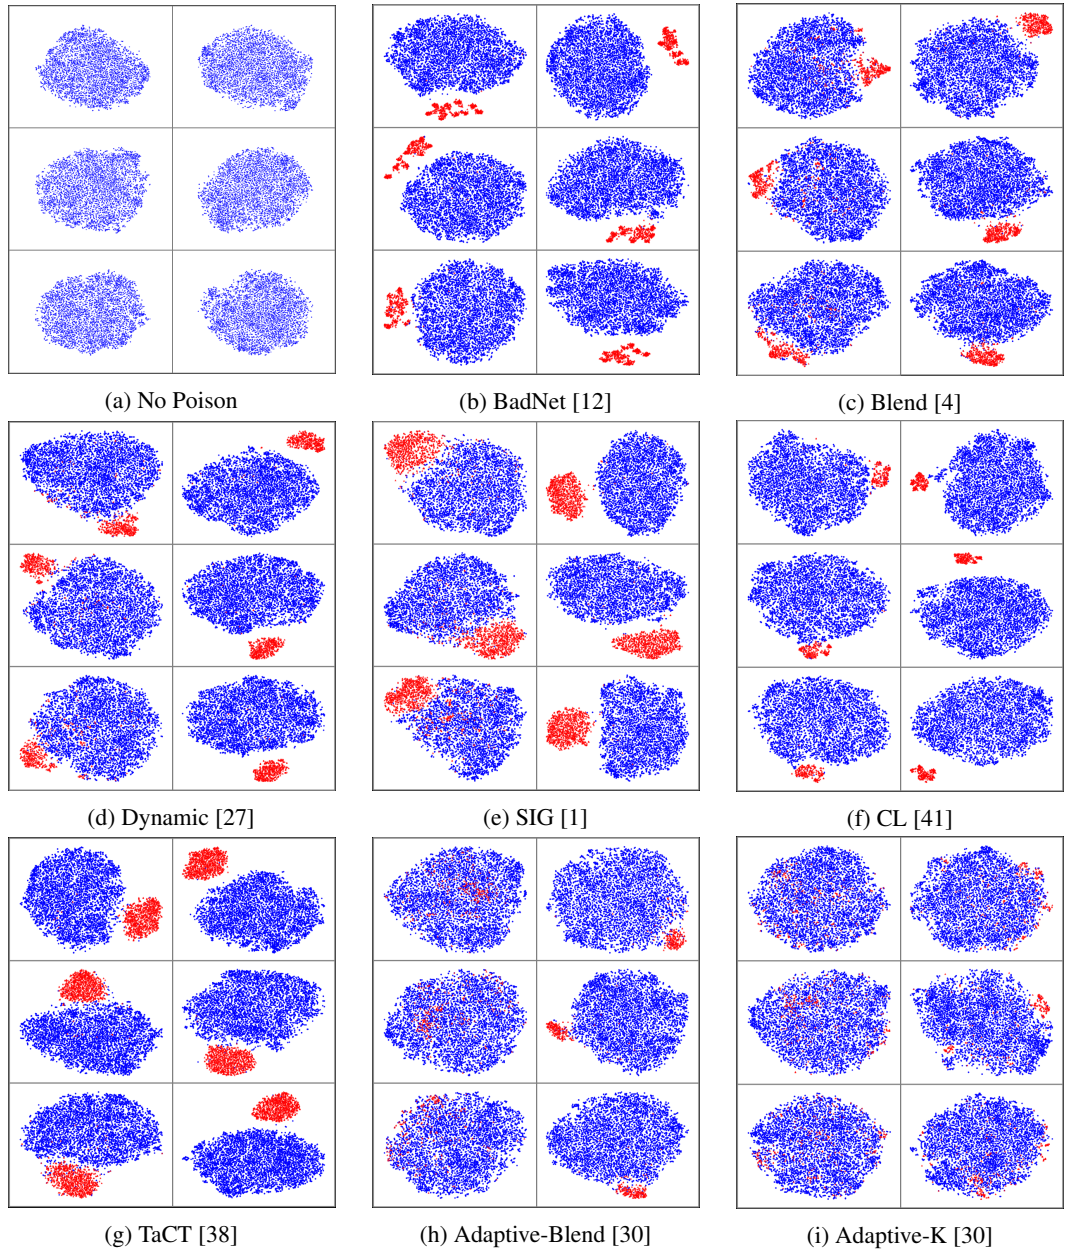 (a) No Poison
(b) BadNet [12]
(c) Blend [4]
(d) Dynamic [27]
(e) SIG [1]
(f) CL [41]
(g) TaCT [38]
(h) Adaptive-Blend [30]
(i) Adaptive-K [30]